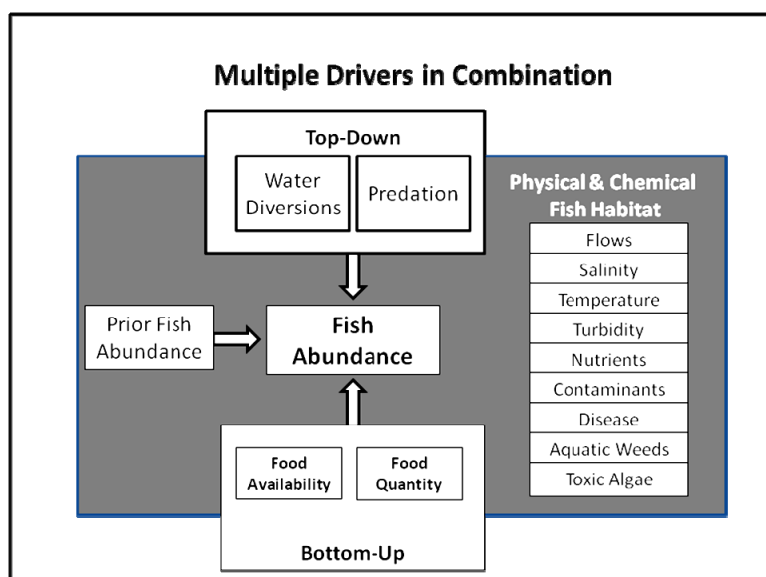 Multiple Drivers in Combination
Top-Down
Water
Diversions
Predation
Physical & Chemical
Fish Habitat
Flows
Salinity
Temperature
Turbidity
Nutrients
Contaminants
Disease
Aquatic Weeds
Toxic Algae
Prior Fish
Abundance
Fish
Abundance
Food
Availability
Food
Quantity
Bottom-Up